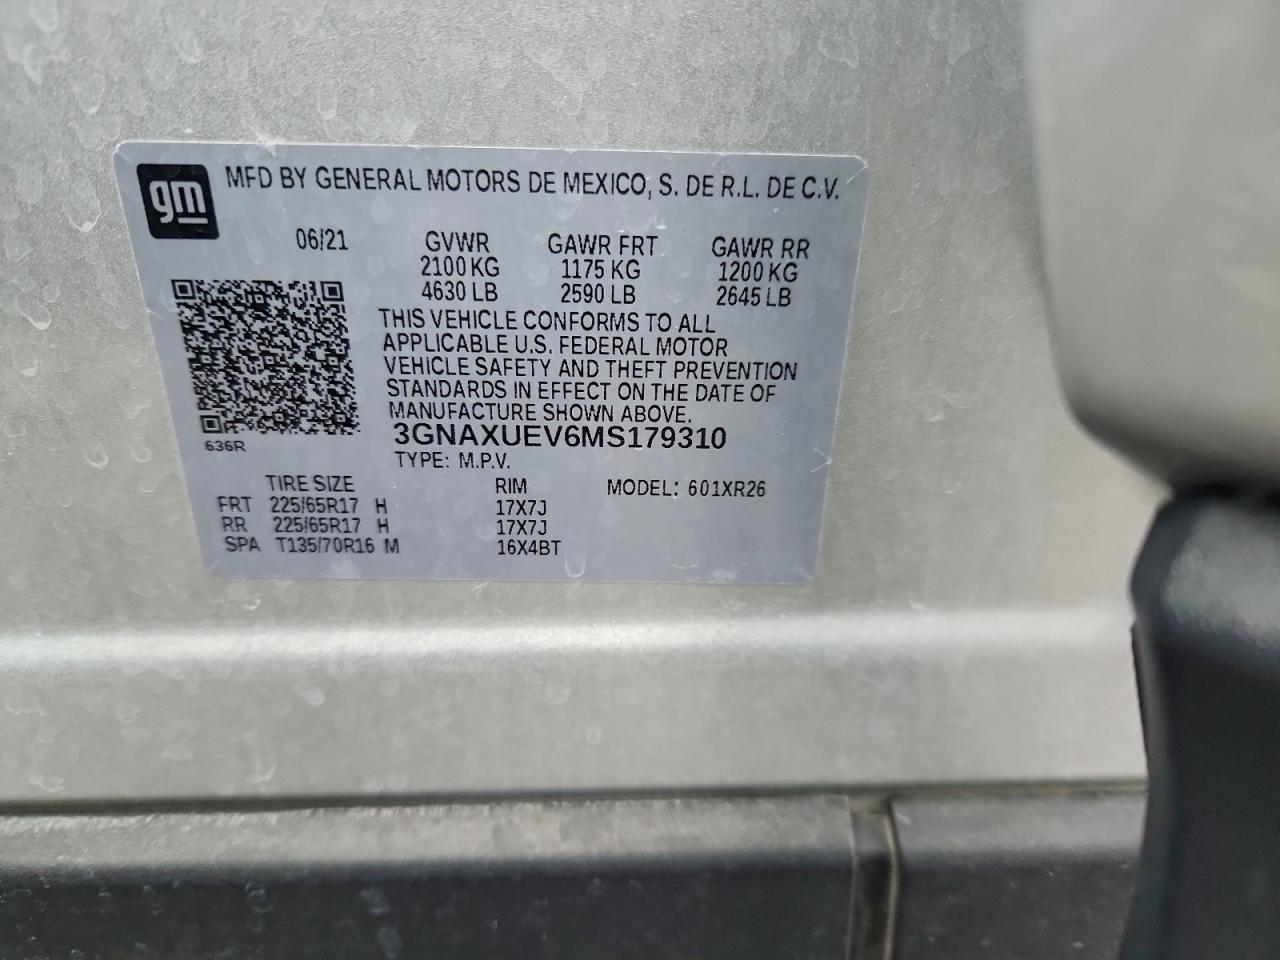 gm MFD BY GENERAL MOTORS DE MEXICO, S. DE R.L. DE C.V.
06/21 GVWR GAWR FRT GAWR RR
2100 KG 1175 KG 1200 KG
4630 LB 2590 LB 2645 LB
THIS VEHICLE CONFORMS TO ALL
APPLICABLE U.S. FEDERAL MOTOR
VEHICLE SAFETY AND THEFT PREVENTION
STANDARDS IN EFFECT ON THE DATE OF
MANUFACTURE SHOWN ABOVE.
3GNAXUEV6MS179310
636R
TYPE: M.P.V.
TIRE SIZE RIM MODEL: 601XR26
FRT 225/65R17 H 17X7J
RR 225/65R17 H 17X7J
SPA T135/70R16 M 16X4BT